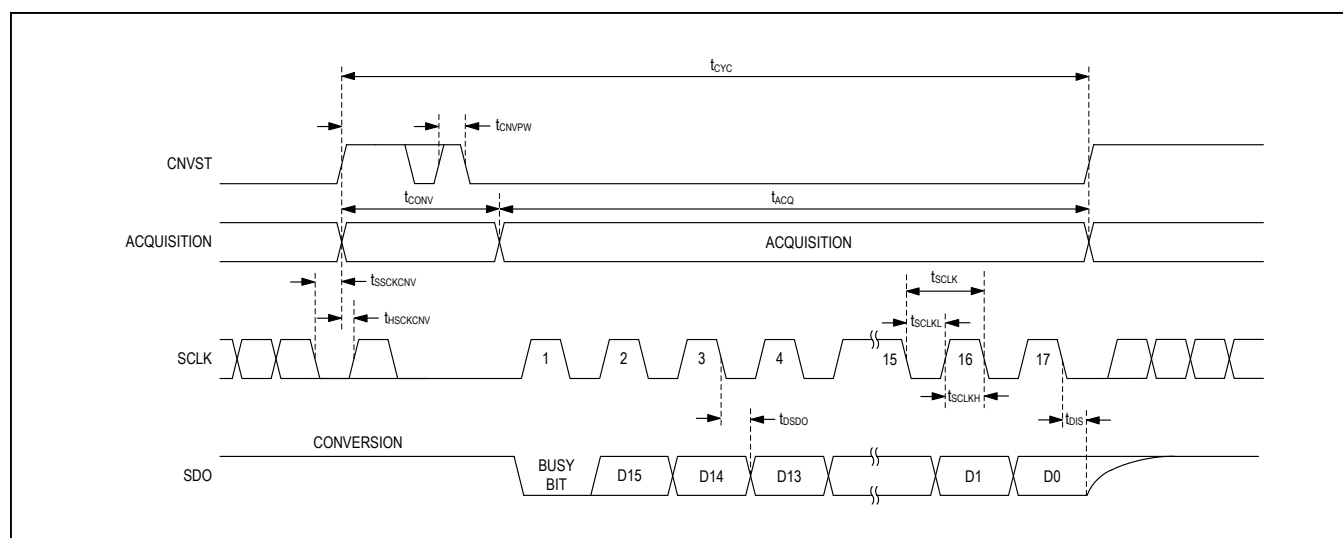 tCYC
tCNVPW
CNVST
tCONV
tACQ
ACQUISITION
ACQUISITION
tSSCKCNV
tSCLK
tHSCKCNV
tSCLKL
SCLK
1
2
3
4
15
16
17
tSCLKH
tDSDO
tDIS
CONVERSION
SDO
BUSY
BIT
D15
D14
D13
D1
D0